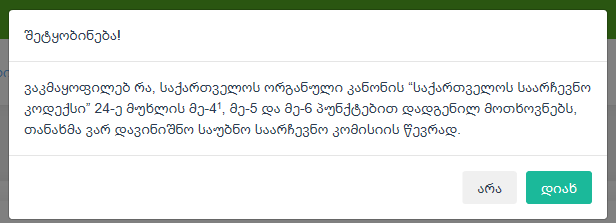 შეტყობინება!
ვაკმაყოფილებ რა, საქართველოს ორგანული კანონის “საქართველოს საარჩევნო
კოდექსი” 24-ე მუხლის მე-4¹, მე-5 და მე-6 პუნქტებით დადგენილ მოთხოვნებს,
თანახმა ვარ დავინიშნო საუბნო საარჩევნო კომისიის წევრად.
არა დიახ